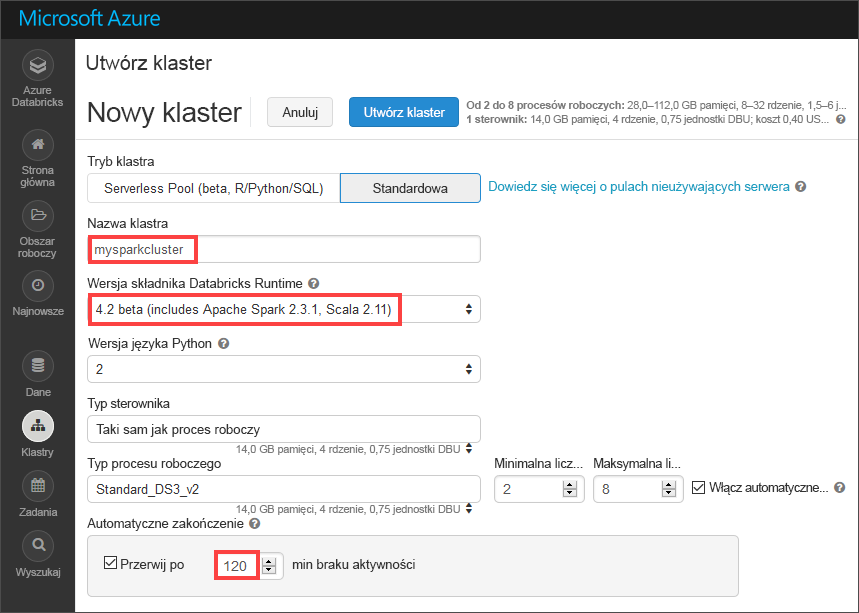 Microsoft Azure
Azure
Databricks
Strona
główna
Obszar
roboczy
Najnowsze
Dane
Klastry
Zadania
Wyszukaj
Utwórz klaster
Nowy klaster
Anuluj
Utwórz klaster
Od 2 do 8 procesów roboczych: 28,0–112,0 GB pamięci, 8–32 rdzenie, 1,5–6 j...
1 sterownik: 14,0 GB pamięci, 4 rdzenie, 0,75 jednostki DBU; koszt 0,40 US... ?
Tryb klastra
Serverless Pool (beta, R/Python/SQL)
Standardowa
Dowiedz się więcej o pulach nieużywających serwera ?
Nazwa klastra
mysparkcluster
Wersja składnika Databricks Runtime ?
4.2 beta (includes Apache Spark 2.3.1, Scala 2.11)
Wersja języka Python ?
2
Typ sterownika
Taki sam jak proces roboczy
14,0 GB pamięci, 4 rdzenie, 0,75 jednostki DBU
Typ procesu roboczego
Minimalna licz...
Maksymalna li...
Standard_DS3_v2
2
8
Włącz automatyczne... ?
14,0 GB pamięci, 4 rdzenie, 0,75 jednostki DBU
Automatyczne zakończenie ?
Przerwij po 120 min braku aktywności